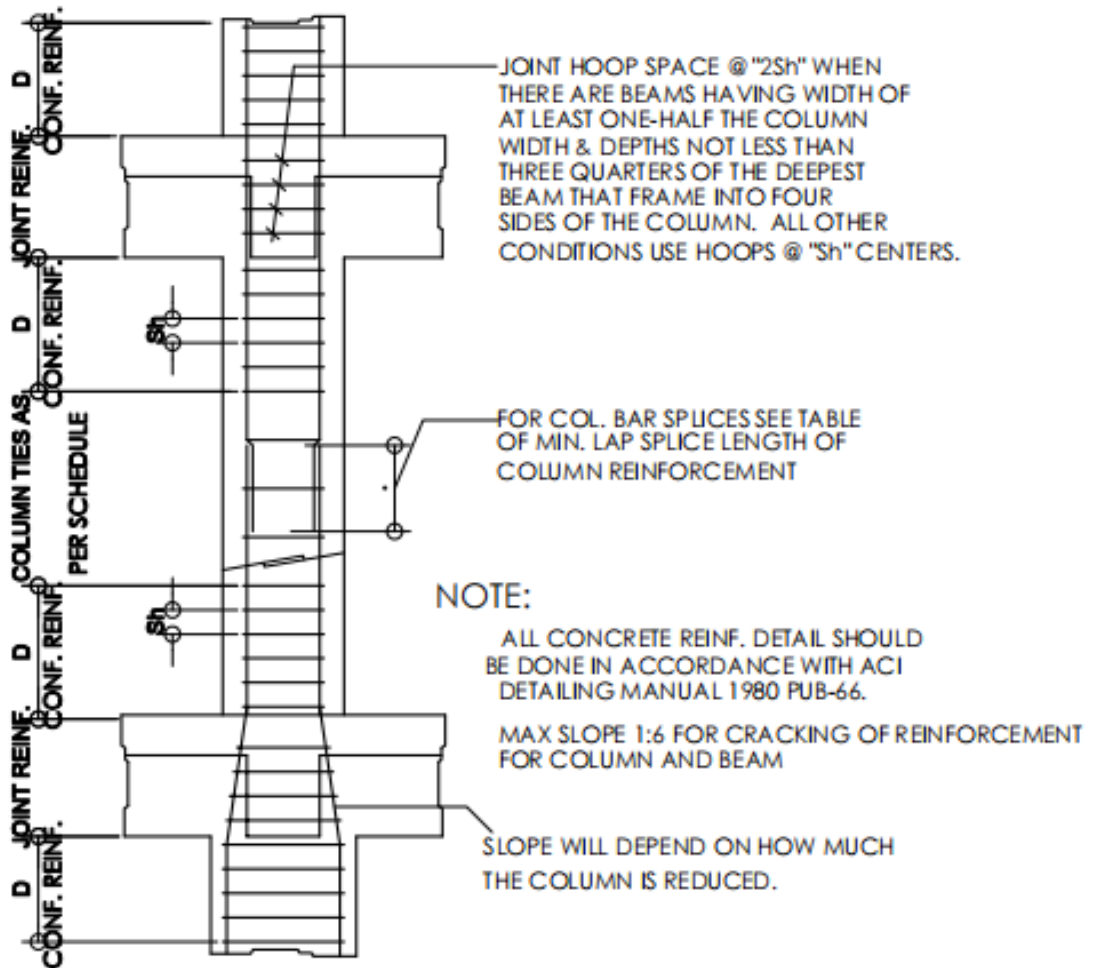 JOINT HOOP SPACE @ "2Sh" WHEN
THERE ARE BEAMS HAVING WIDTH OF
AT LEAST ONE-HALF THE COLUMN
WIDTH & DEPTHS NOT LESS THAN
THREE QUARTERS OF THE DEEPEST
BEAM THAT FRAME INTO FOUR
SIDES OF THE COLUMN. ALL OTHER
CONDITIONS USE HOOPS @ "Sh" CENTERS.
FOR COL. BAR SPLICES SEE TABLE
OF MIN. LAP SPLICE LENGTH OF
COLUMN REINFORCEMENT
NOTE:
ALL CONCRETE REINF. DETAIL SHOULD
BE DONE IN ACCORDANCE WITH ACI
DETAILING MANUAL 1980 PUB-66.
MAX SLOPE 1:6 FOR CRACKING OF REINFORCEMENT
FOR COLUMN AND BEAM
SLOPE WILL DEPEND ON HOW MUCH
THE COLUMN IS REDUCED.
D
CONF. REINF.
JOINT REINF.
D
CONF. REINF.
Sh
COLUMN TIES AS
PER SCHEDULE
D
CONF. REINF.
Sh
JOINT REINF.
D
CONF. REINF.